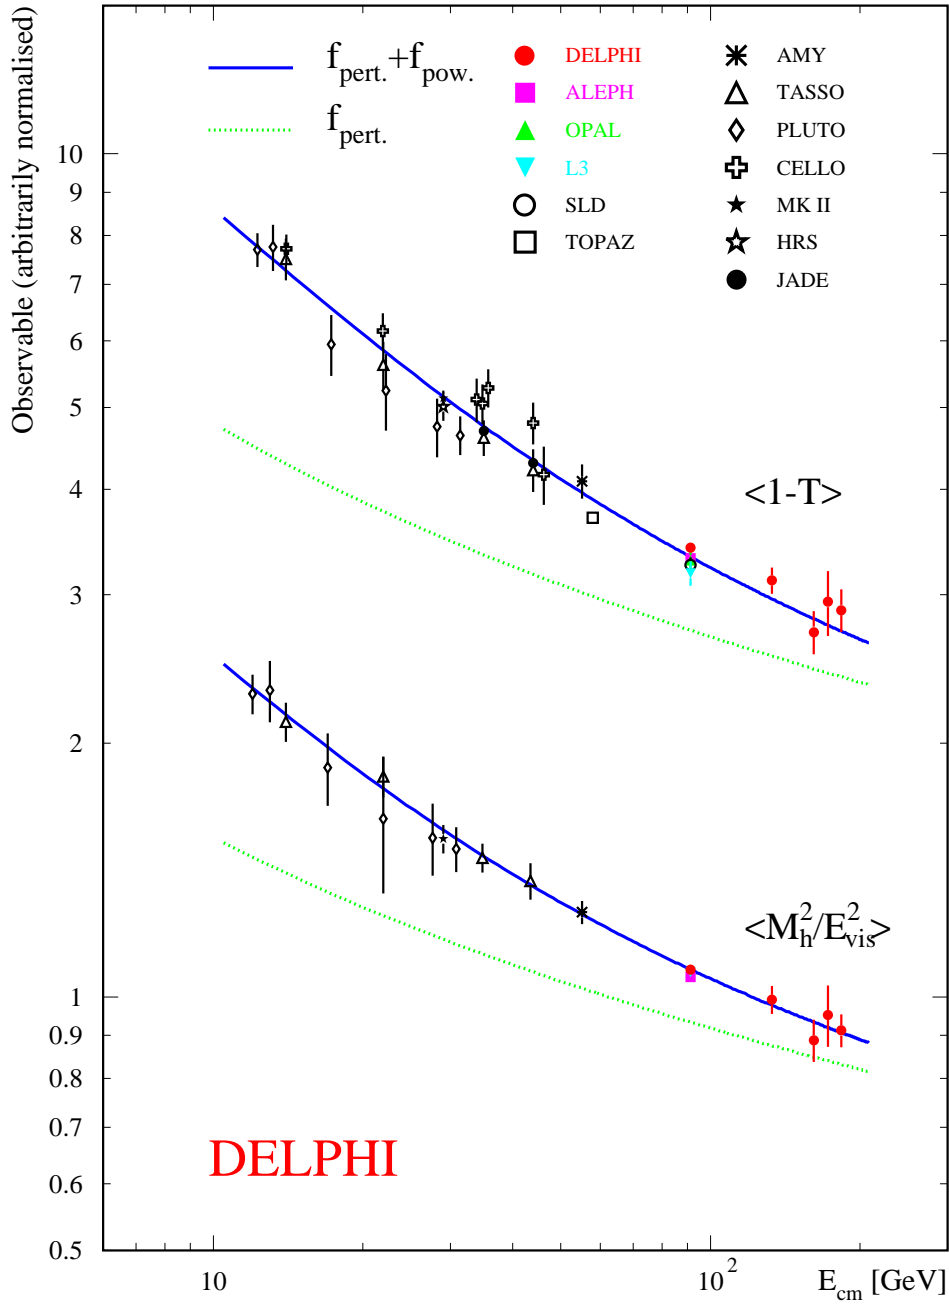 Observable (arbitrarily normalised)
f_pert.+f_pow.
f_pert.
DELPHI
ALEPH
OPAL
L3
SLD
TOPAZ
AMY
TASSO
PLUTO
CELLO
MK II
HRS
JADE
10
9
8
7
6
5
4
3
2
1
0.9
0.8
0.7
0.6
0.5
<1-T>
<M_h^2/E_vis^2>
DELPHI
10
10^2
E_cm [GeV]